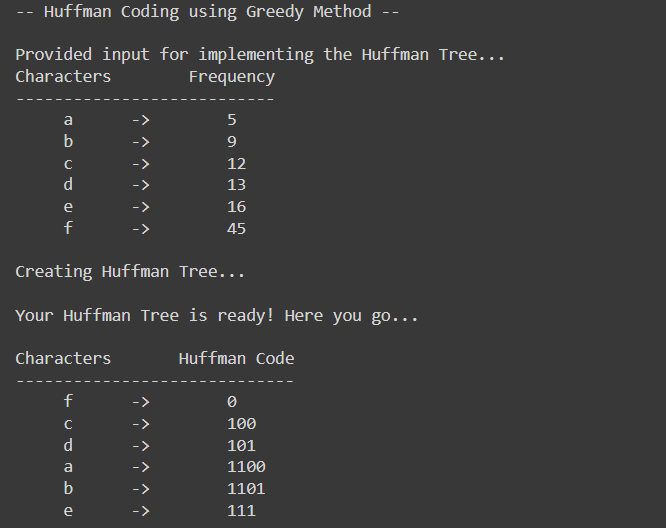 -- Huffman Coding using Greedy Method --
Provided input for implementing the Huffman Tree...
Characters        Frequency
---------------------------
     a      ->        5
     b      ->        9
     c      ->        12
     d      ->        13
     e      ->        16
     f      ->        45
Creating Huffman Tree...
Your Huffman Tree is ready! Here you go...
Characters       Huffman Code
-----------------------------
     f      ->        0
     c      ->        100
     d      ->        101
     a      ->        1100
     b      ->        1101
     e      ->        111